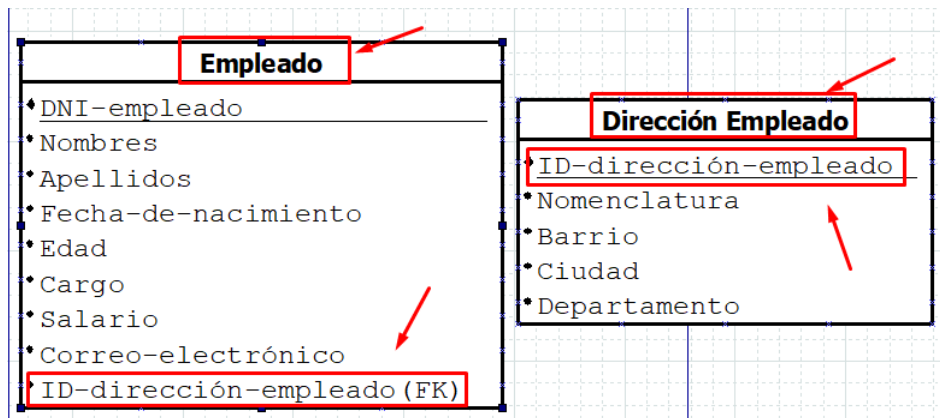 Empleado
DNI-empleado
Nombres
Apellidos
Fecha-de-nacimiento
Edad
Cargo
Salario
Correo-electrónico
ID-dirección-empleado(FK)
Dirección Empleado
ID-dirección-empleado
Nomenclatura
Barrio
Ciudad
Departamento